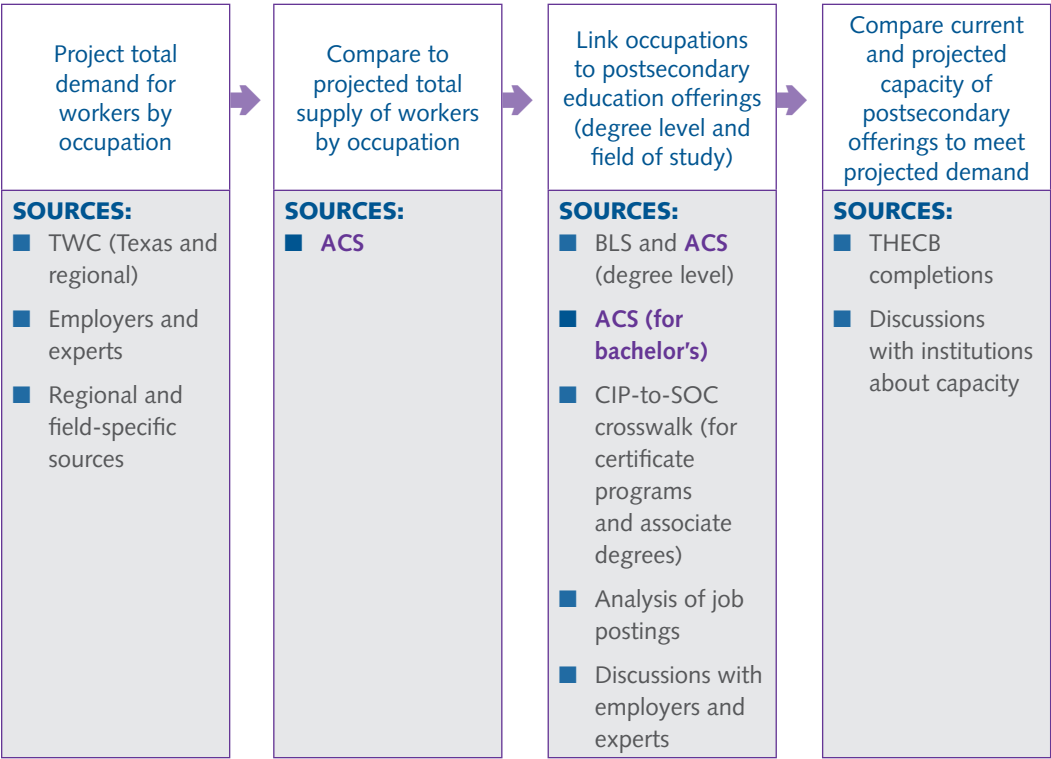 Project total
demand for
workers by
occupation
Compare to
projected total
supply of workers
by occupation
Link occupations
to postsecondary
education offerings
(degree level and
field of study)
Compare current
and projected
capacity of
postsecondary
offerings to meet
projected demand
SOURCES:
TWC (Texas and
regional)
Employers and
experts
Regional and
field-specific
sources
SOURCES:
ACS
SOURCES:
BLS and ACS
(degree level)
ACS (for
bachelor's)
CIP-to-SOC
crosswalk (for
certificate
programs
and associate
degrees)
Analysis of job
postings
Discussions with
employers and
experts
SOURCES:
THECB
completions
Discussions
with institutions
about capacity